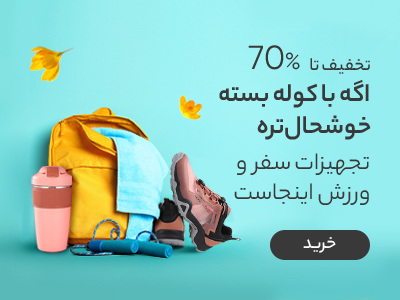 تخفیف تا 70%
اگه با کوله بسته
خوشحال‌تره
تجهیزات سفر و
ورزش اینجاست
خرید